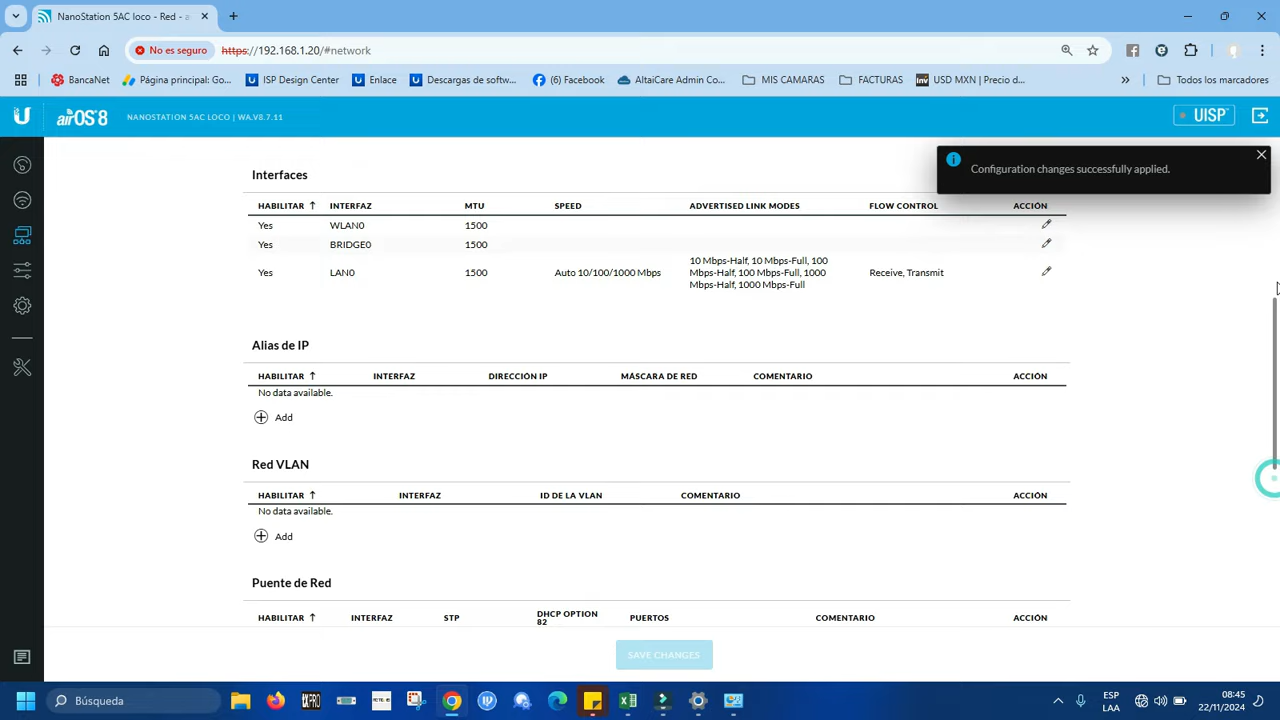 NanoStation 5AC loco - Red - a
No es seguro
https://192.168.1.20/#network
BancaNet
Página principal: Go...
ISP Design Center
Enlace
Descargas de softw...
(6) Facebook
AltaiCare Admin Co...
MIS CAMARAS
FACTURAS
USD MXN | Precio d...
»
Todos los marcadores
airOS 8
NANOSTATION 5AC LOCO | WA.V8.7.11
UISP
Configuration changes successfully applied.
Interfaces
HABILITAR INTERFAZ MTU SPEED ADVERTISED LINK MODES FLOW CONTROL ACCIÓN
Yes WLAN0 1500
Yes BRIDGE0 1500
Yes LAN0 1500 Auto 10/100/1000 Mbps 10 Mbps-Half, 10 Mbps-Full, 100
Mbps-Half, 100 Mbps-Full, 1000
Mbps-Half, 1000 Mbps-Full
Receive, Transmit
Alias de IP
HABILITAR INTERFAZ DIRECCIÓN IP MÁSCARA DE RED COMENTARIO ACCIÓN
No data available.
Add
Red VLAN
HABILITAR INTERFAZ ID DE LA VLAN COMENTARIO ACCIÓN
No data available.
Add
Puente de Red
HABILITAR INTERFAZ STP DHCP OPTION
82
PUERTOS COMENTARIO ACCIÓN
SAVE CHANGES
Búsqueda
ESP
LAA
08:45
22/11/2024